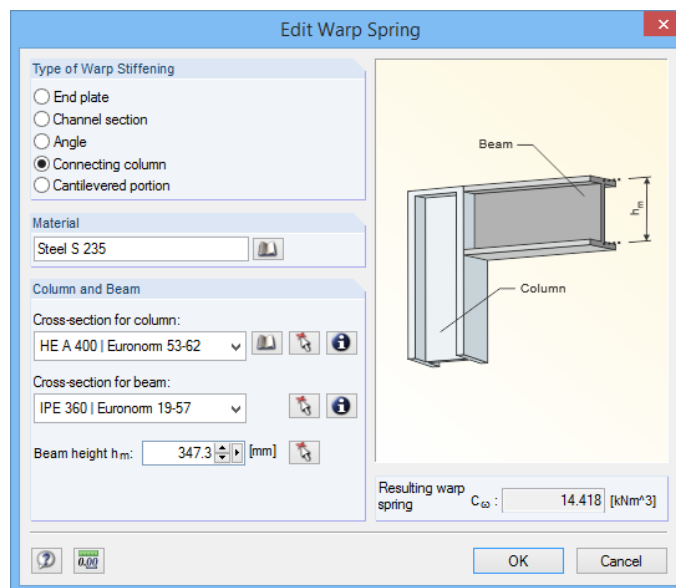 Edit Warp Spring
Type of Warp Stiffening
End plate
Channel section
Angle
Connecting column
Cantilevered portion
Material
Steel S 235
Column and Beam
Cross-section for column:
HE A 400 | Euronorm 53-62
Cross-section for beam:
IPE 360 | Euronorm 19-57
Beam height hm: 347.3 [mm]
Beam
hm
Column
Resulting warp
spring
Cω : 14.418 [kNm^3]
0.00
OK
Cancel